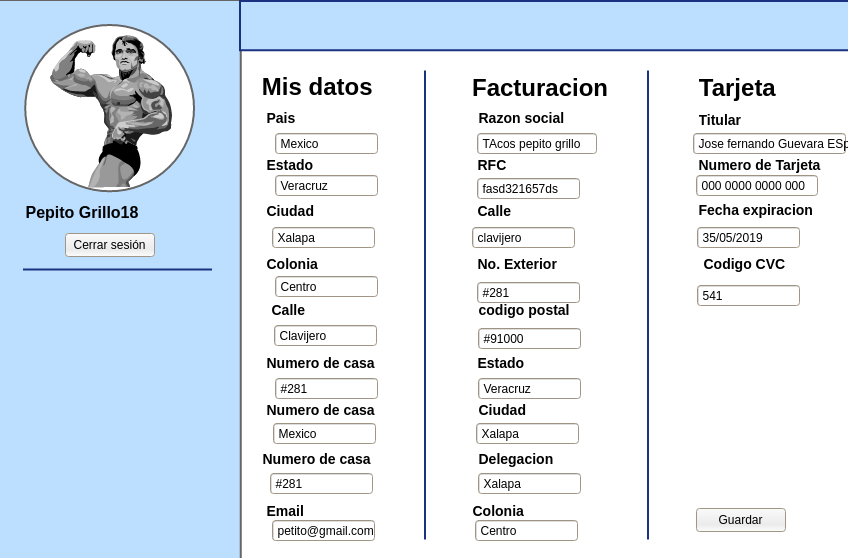 Pepito Grillo18
Cerrar sesión
Mis datos
Pais
Mexico
Estado
Veracruz
Ciudad
Xalapa
Colonia
Centro
Calle
Clavijero
Numero de casa
#281
Numero de casa
Mexico
Numero de casa
#281
Email
petito@gmail.com
Facturacion
Razon social
TAcos pepito grillo
RFC
fasd321657ds
Calle
clavijero
No. Exterior
#281
codigo postal
#91000
Estado
Veracruz
Ciudad
Xalapa
Delegacion
Xalapa
Colonia
Centro
Tarjeta
Titular
Jose fernando Guevara ESp
Numero de Tarjeta
000 0000 0000 000
Fecha expiracion
35/05/2019
Codigo CVC
541
Guardar